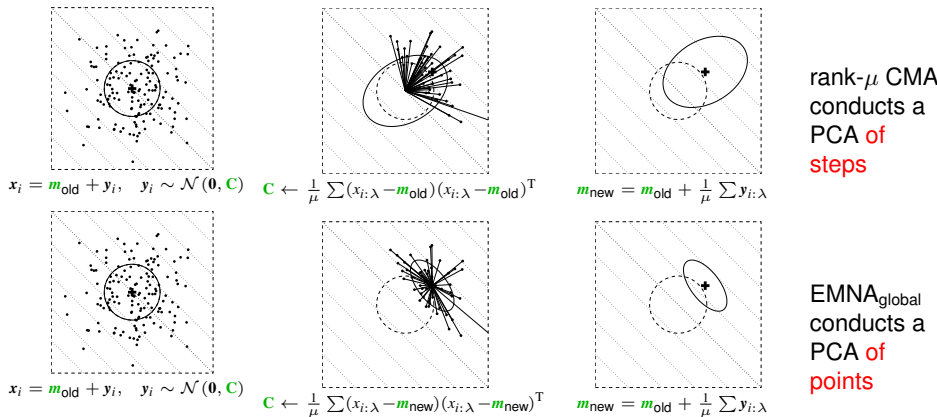 rank-μ CMA
conducts a
PCA of
steps
x_i = m_old + y_i, y_i ∼ N(0, C)
C ← 1/μ ∑(x_{i:λ} − m_old)(x_{i:λ} − m_old)^T
m_new = m_old + 1/μ ∑ y_{i:λ}
EMNA_global
conducts a
PCA of
points
x_i = m_old + y_i, y_i ∼ N(0, C)
C ← 1/μ ∑(x_{i:λ} − m_new)(x_{i:λ} − m_new)^T
m_new = m_old + 1/μ ∑ y_{i:λ}